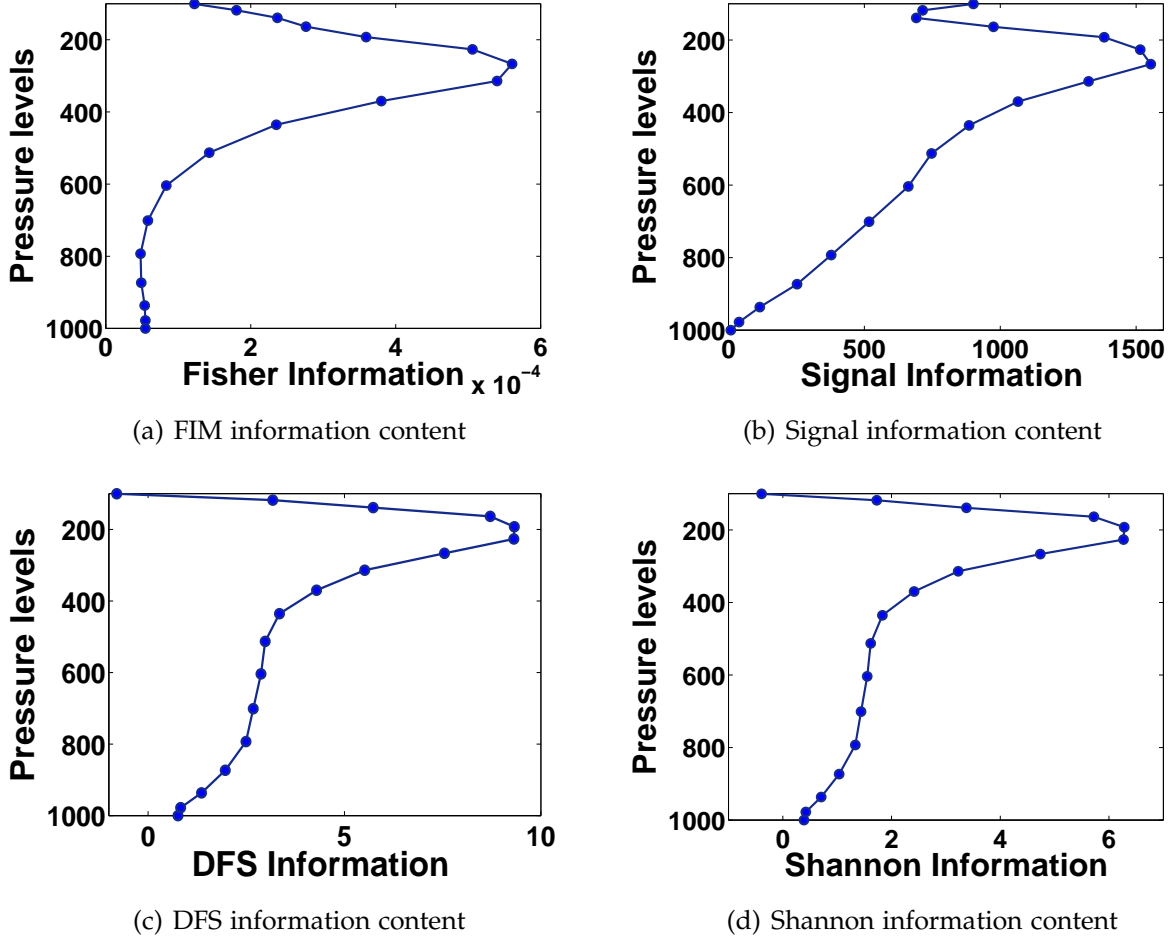 Pressure levels
200
400
600
800
1000
0 2 4 6
Fisher Information x 10⁻⁴
(a) FIM information content
Pressure levels
200
400
600
800
1000
0 500 1000 1500
Signal Information
(b) Signal information content
Pressure levels
200
400
600
800
1000
0 5 10
DFS Information
(c) DFS information content
Pressure levels
200
400
600
800
1000
0 2 4 6
Shannon Information
(d) Shannon information content